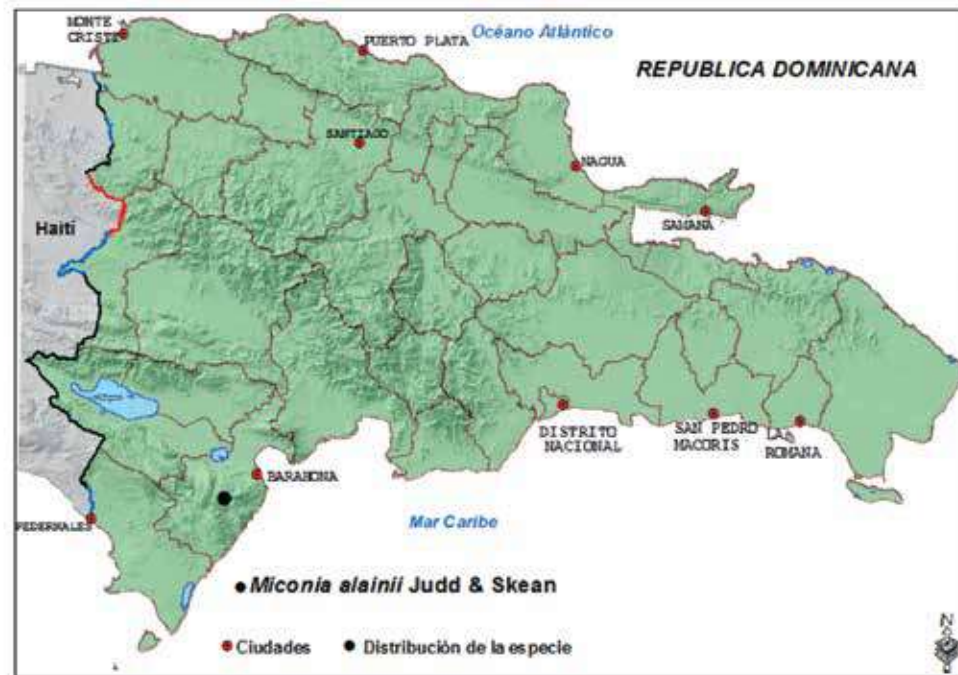 MONTE
CRISTI
PUERTO PLATA
Océano Atlántico
REPUBLICA DOMINICANA
SANTIAGO
NAGUA
SAMANA
Haití
DISTRITO
NACIONAL
SAN PEDRO
MACORIS
LA
ROMANA
BARAHONA
PEDERNALES
Mar Caribe
Miconia alainii Judd & Skean
Ciudades
Distribución de la especie
N